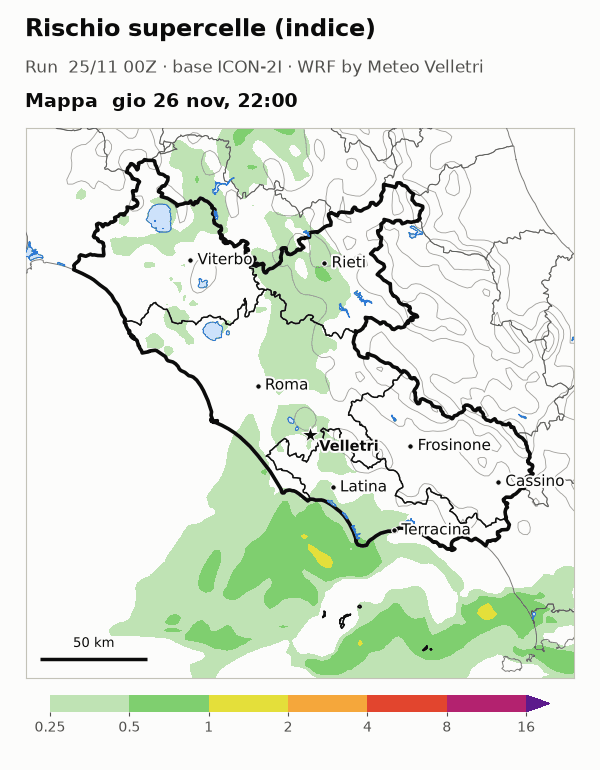 Rischio supercelle (indice)
Run  25/11 00Z · base ICON-2I · WRF by Meteo Velletri
Mappa  gio 26 nov, 22:00
Viterbo
Rieti
Roma
Velletri
Frosinone
Latina
Cassino
Terracina
50 km
0.25 0.5 1 2 4 8 16